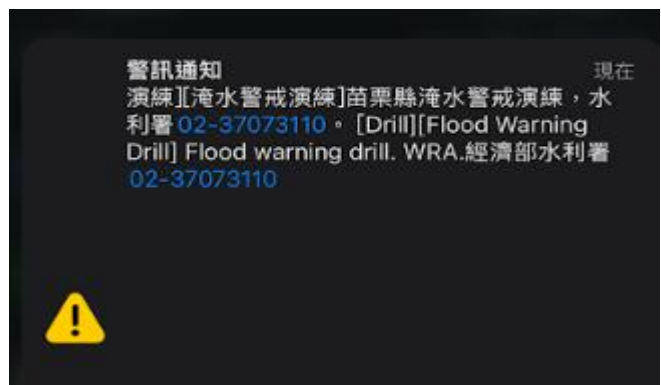 警訊通知
現在
演練][淹水警戒演練]苗栗縣淹水警戒演練，水
利署02-37073110。[Drill][Flood Warning
Drill] Flood warning drill. WRA.經濟部水利署
02-37073110